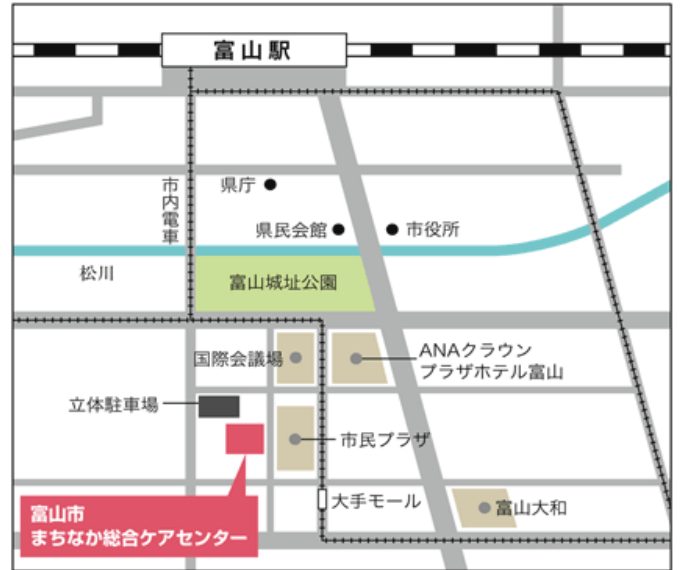 富山駅
市内電車
県庁
県民会館
市役所
松川
富山城址公園
国際会議場
ANAクラウン
プラザホテル富山
立体駐車場
市民プラザ
大手モール
富山大和
富山市
まちなか総合ケアセンター